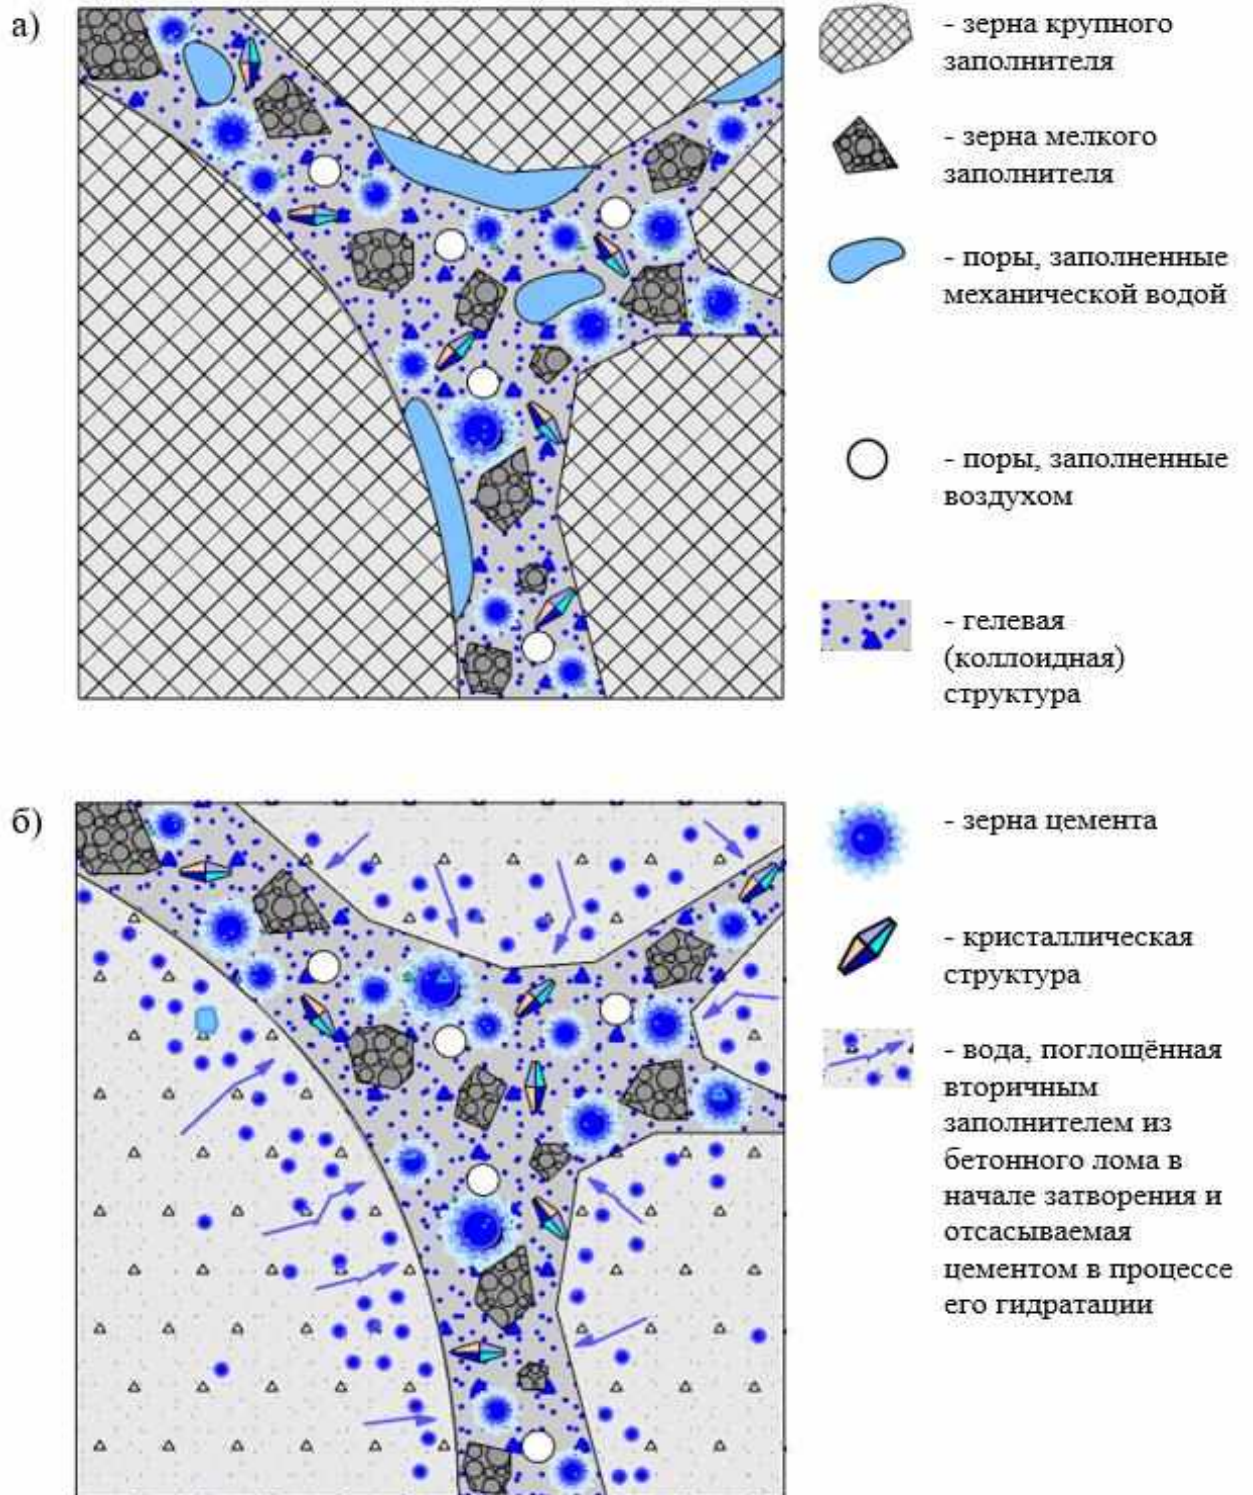 а)
- зерна крупного
заполнителя
- зерна мелкого
заполнителя
- поры, заполненные
механической водой
- поры, заполненные
воздухом
- гелевая
(коллоидная)
структура
б)
- зерна цемента
- кристаллическая
структура
- вода, поглощённая
вторичным
заполнителем из
бетонного лома в
начале затворения и
отсасываемая
цементом в процессе
его гидратации